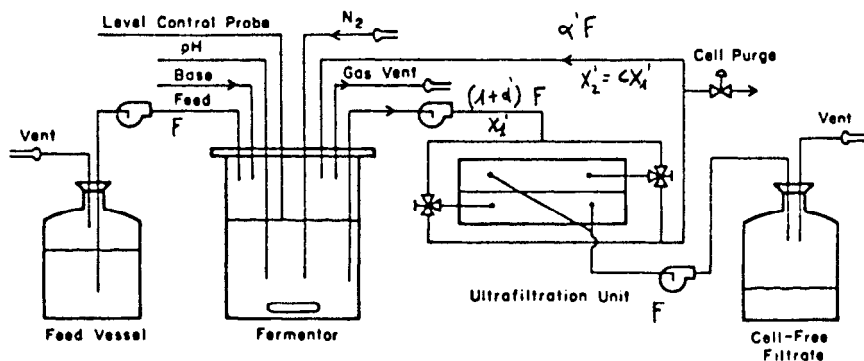 Level Control Probe
N2
α'F
pH
Cell Purge
Base
Gas Vent
X2' = CX1'
Feed
(1+α') F
F
X1'
Vent
Vent
Ultrafiltration Unit
F
Feed Vessel
Fermentor
Cell-Free
Filtrate